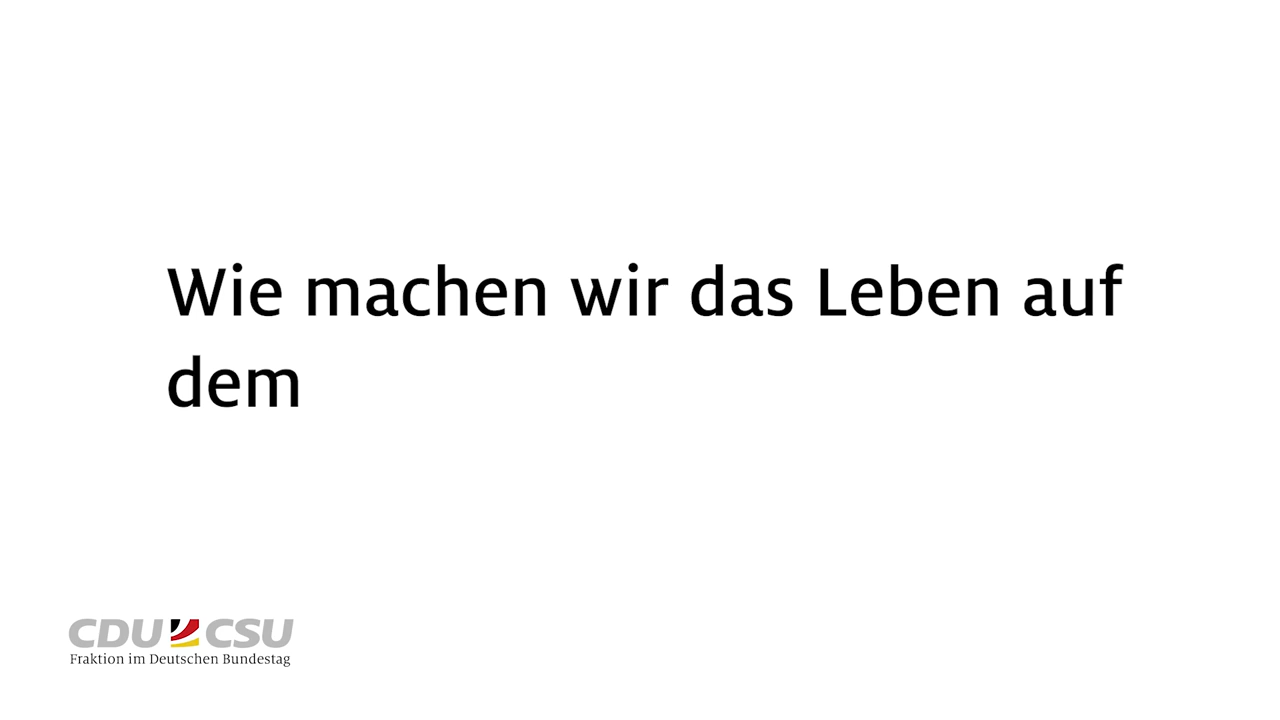 Wie machen wir das Leben auf
dem
CDU CSU
Fraktion im Deutschen Bundestag